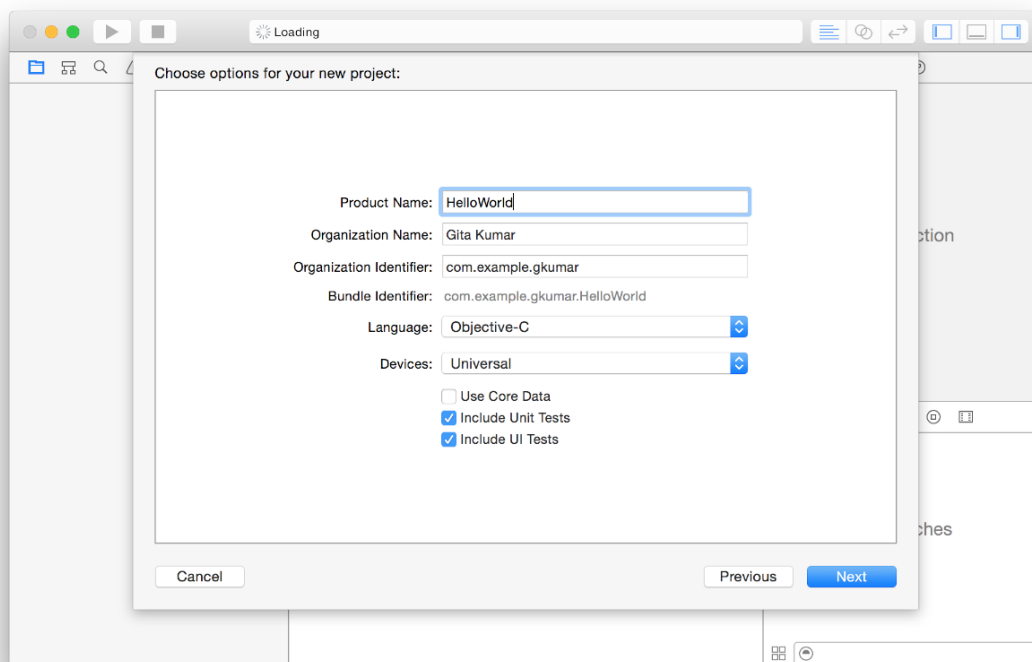 Loading
Choose options for your new project:
Product Name: HelloWorld
Organization Name: Gita Kumar
Organization Identifier: com.example.gkumar
Bundle Identifier: com.example.gkumar.HelloWorld
Language: Objective-C
Devices: Universal
Use Core Data
Include Unit Tests
Include UI Tests
ction
ches
Cancel Previous Next